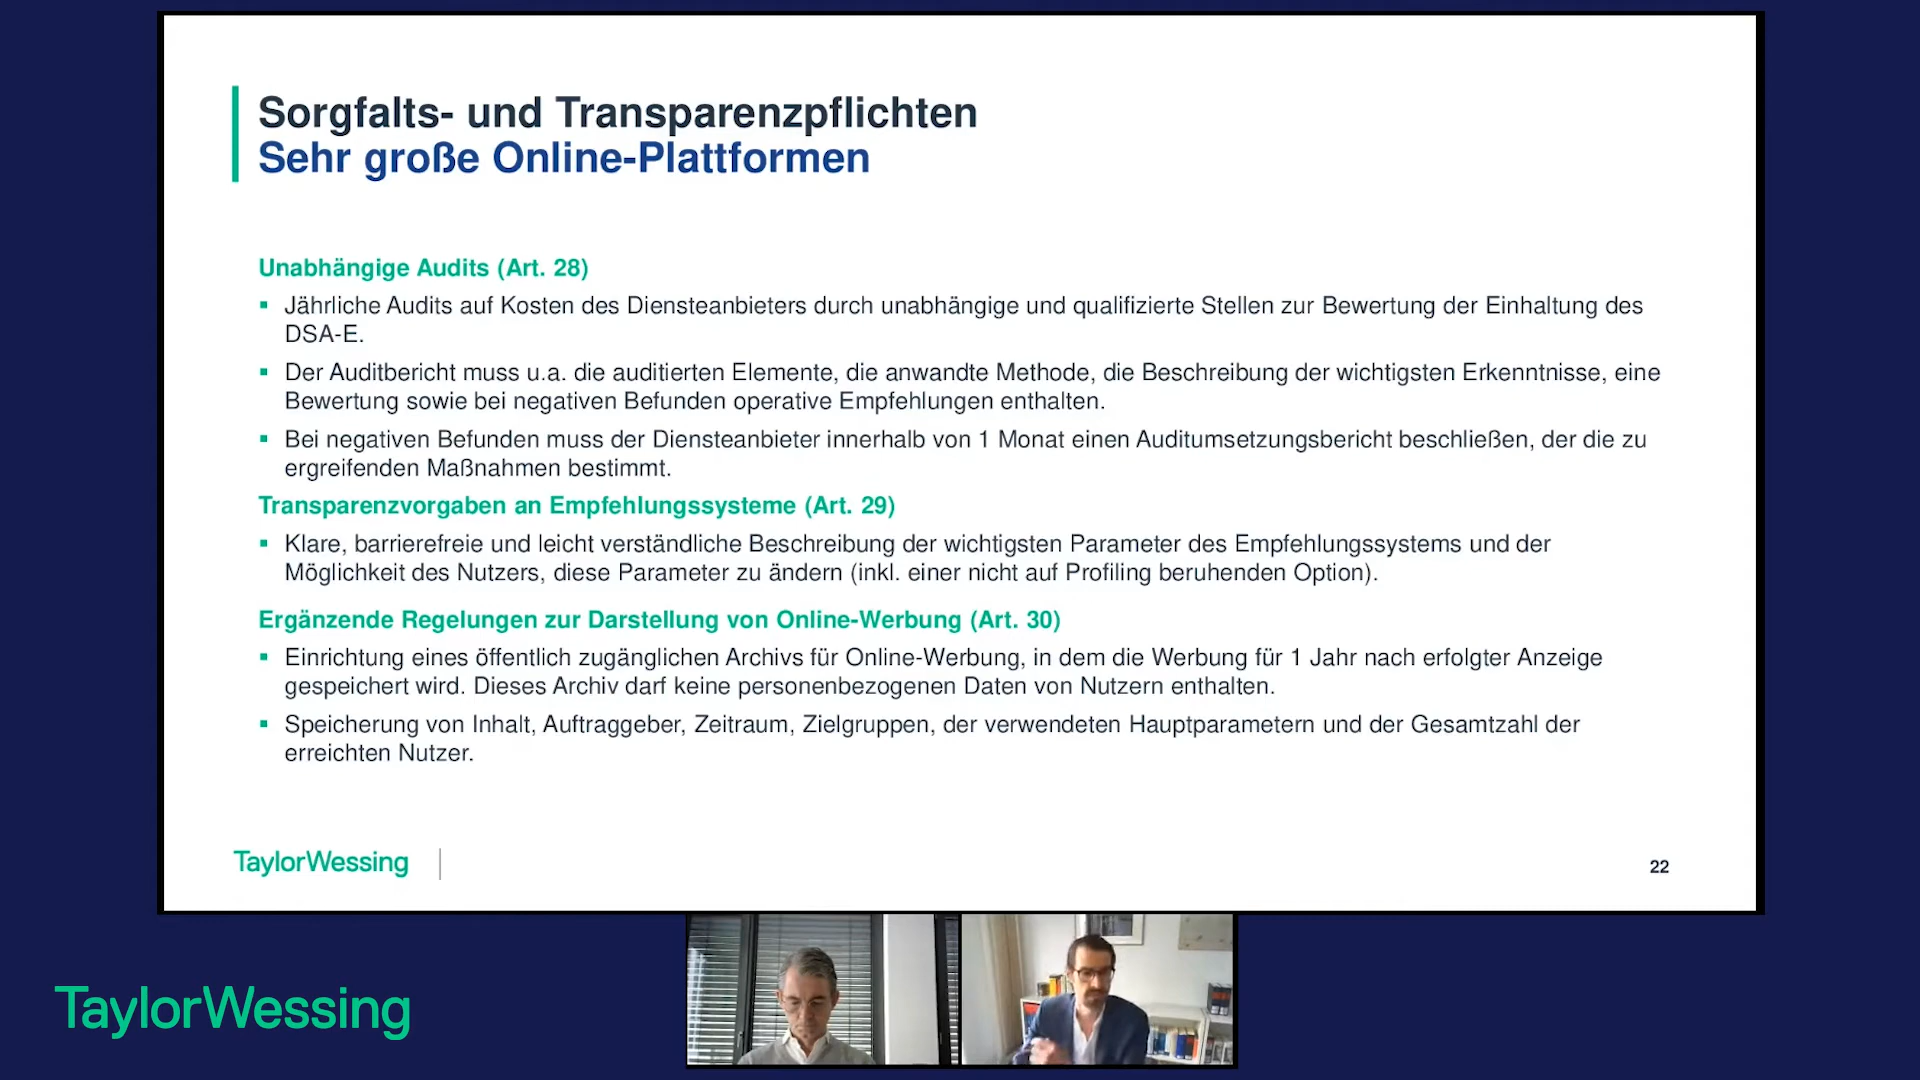 Sorgfalts- und Transparenzpflichten
Sehr große Online-Plattformen
Unabhängige Audits (Art. 28)
▪ Jährliche Audits auf Kosten des Diensteanbieters durch unabhängige und qualifizierte Stellen zur Bewertung der Einhaltung des
DSA-E.
▪ Der Auditbericht muss u.a. die auditierten Elemente, die anwandte Methode, die Beschreibung der wichtigsten Erkenntnisse, eine
Bewertung sowie bei negativen Befunden operative Empfehlungen enthalten.
▪ Bei negativen Befunden muss der Diensteanbieter innerhalb von 1 Monat einen Auditumsetzungsbericht beschließen, der die zu
ergreifenden Maßnahmen bestimmt.
Transparenzvorgaben an Empfehlungssysteme (Art. 29)
▪ Klare, barrierefreie und leicht verständliche Beschreibung der wichtigsten Parameter des Empfehlungssystems und der
Möglichkeit des Nutzers, diese Parameter zu ändern (inkl. einer nicht auf Profiling beruhenden Option).
Ergänzende Regelungen zur Darstellung von Online-Werbung (Art. 30)
▪ Einrichtung eines öffentlich zugänglichen Archivs für Online-Werbung, in dem die Werbung für 1 Jahr nach erfolgter Anzeige
gespeichert wird. Dieses Archiv darf keine personenbezogenen Daten von Nutzern enthalten.
▪ Speicherung von Inhalt, Auftraggeber, Zeitraum, Zielgruppen, der verwendeten Hauptparametern und der Gesamtzahl der
erreichten Nutzer.
TaylorWessing
22
TaylorWessing